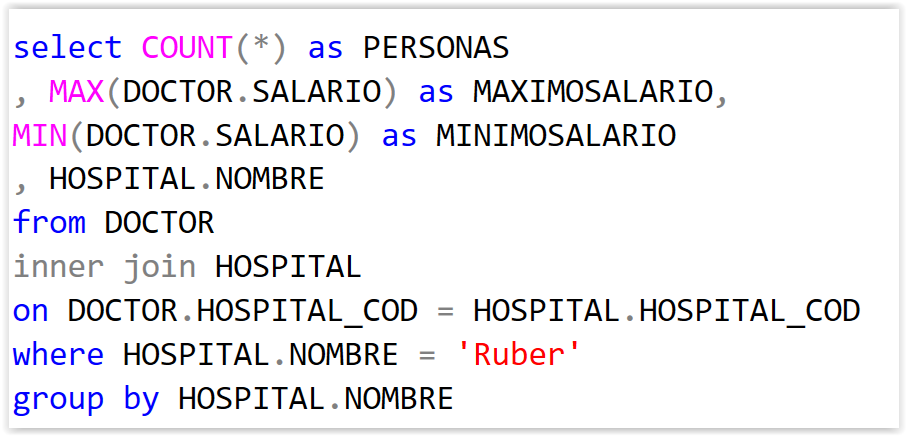 select COUNT(*) as PERSONAS
, MAX(DOCTOR.SALARIO) as MAXIMOSALARIO,
MIN(DOCTOR.SALARIO) as MINIMOSALARIO
, HOSPITAL.NOMBRE
from DOCTOR
inner join HOSPITAL
on DOCTOR.HOSPITAL_COD = HOSPITAL.HOSPITAL_COD
where HOSPITAL.NOMBRE = 'Ruber'
group by HOSPITAL.NOMBRE